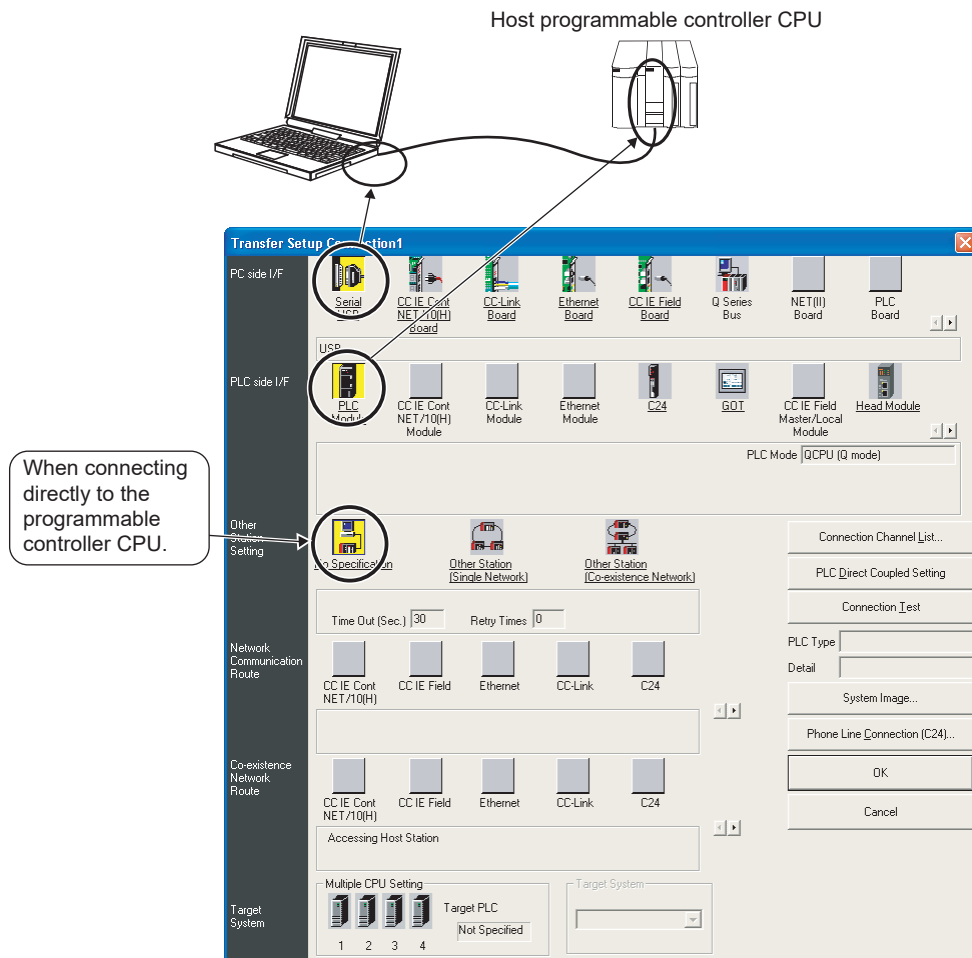 Host programmable controller CPU
Transfer Setup Connection1
PC side I/F
Serial
USB
CC IE Cont
NET/10(H)
Board
CC-Link
Board
Ethernet
Board
CC IE Field
Board
Q Series
Bus
NET(II)
Board
PLC
Board
USB
PLC side I/F
PLC
Module
CC IE Cont
NET/10(H)
Module
CC-Link
Module
Ethernet
Module
C24
GOT
CC IE Field
Master/Local
Module
Head Module
PLC Mode QCPU (Q mode)
When connecting
directly to the
programmable
controller CPU.
Other
Station
Setting
No Specification
Other Station
(Single Network)
Other Station
(Co-existence Network)
Connection Channel List...
PLC Direct Coupled Setting
Time Out (Sec.) 30 Retry Times 0
Connection Test
PLC Type
Detail
Network
Communication
Route
CC IE Cont
NET/10(H)
CC IE Field
Ethernet
CC-Link
C24
System Image...
Phone Line Connection (C24)...
Co-existence
Network
Route
CC IE Cont
NET/10(H)
CC IE Field
Ethernet
CC-Link
C24
OK
Cancel
Accessing Host Station
Target
System
Multiple CPU Setting
1 2 3 4
Target PLC
Not Specified
Target System